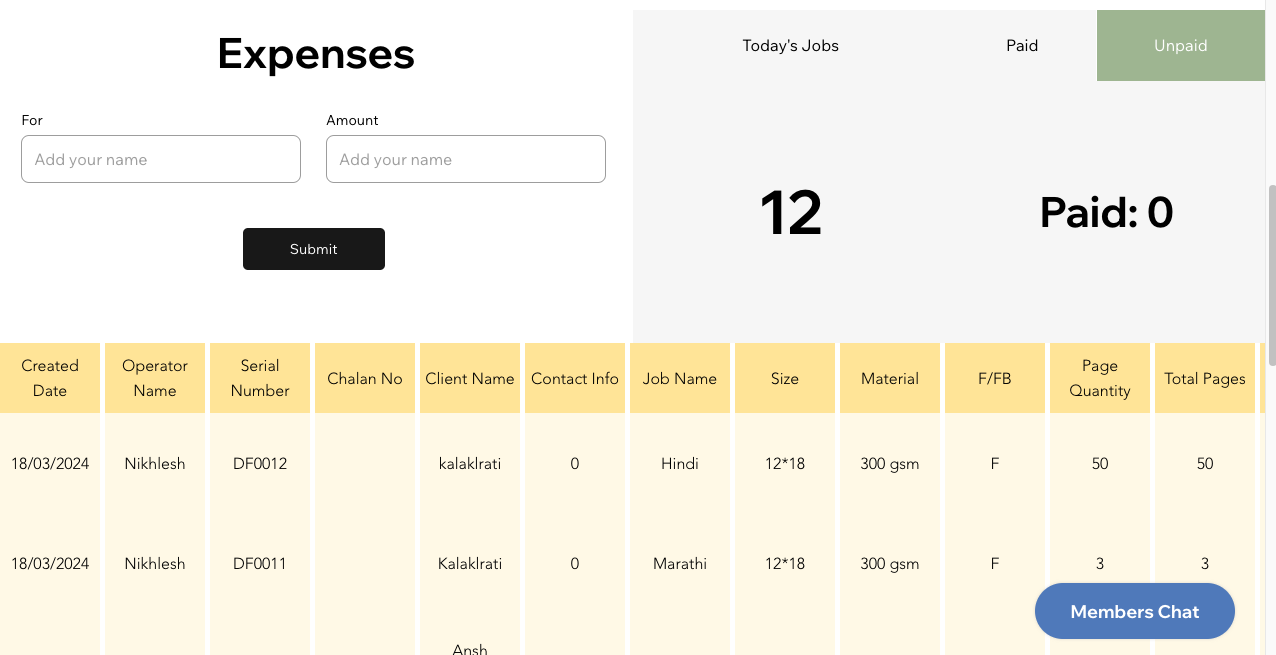 Expenses
For
Amount
Add your name
Add your name
Submit
Today's Jobs
Paid
Unpaid
12
Paid: 0
Created Date
Operator Name
Serial Number
Chalan No
Client Name
Contact Info
Job Name
Size
Material
F/FB
Page Quantity
Total Pages
18/03/2024 Nikhlesh DF0012 kalaklrati 0 Hindi 12*18 300 gsm F 50 50
18/03/2024 Nikhlesh DF0011 Kalaklrati 0 Marathi 12*18 300 gsm F 3 3
Members Chat
Ansh